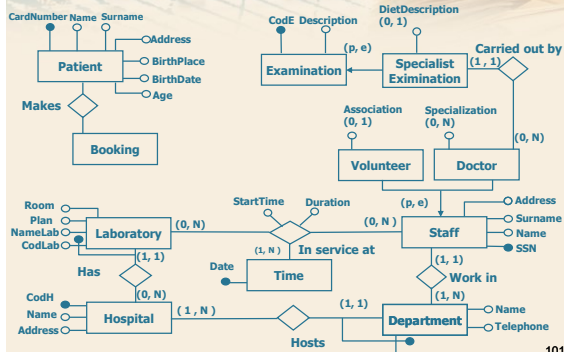 CardNumber Name Surname
Address
Patient
BirthPlace
BirthDate
Age
Makes
Booking
DietDescription
(0, 1)
CodE Description
(p, e)
Examination
Specialist
Eximination
(1 , 1)
Carried out by
(0, N)
Association
(0, 1)
Specialization
(0, N)
Volunteer
Doctor
(p, e)
Address
Surname
Name
SSN
Staff
Room
Plan
NameLab
CodLab
Laboratory
(0, N)
StartTime
Duration
(0, N)
(1, N)
In service at
Date
Time
(1, 1)
Has
(0, N)
(1, 1)
Work in
(1, N)
CodH
Name
Address
Hospital
(1 , N)
(1, 1)
Hosts
Department
Name
Telephone
101